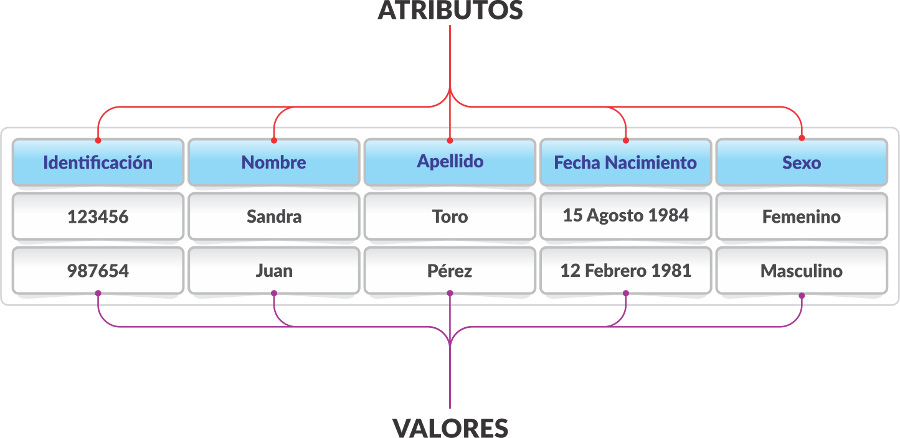 ATRIBUTOS
Identificación Nombre Apellido Fecha Nacimiento Sexo
123456 Sandra Toro 15 Agosto 1984 Femenino
987654 Juan Pérez 12 Febrero 1981 Masculino
VALORES